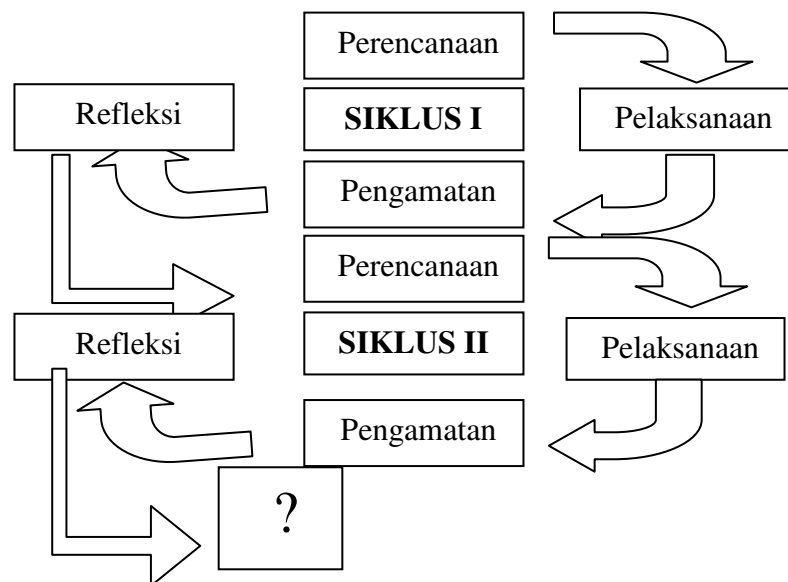 Perencanaan
Refleksi
SIKLUS I
Pelaksanaan
Pengamatan
Perencanaan
Refleksi
SIKLUS II
Pelaksanaan
Pengamatan
?